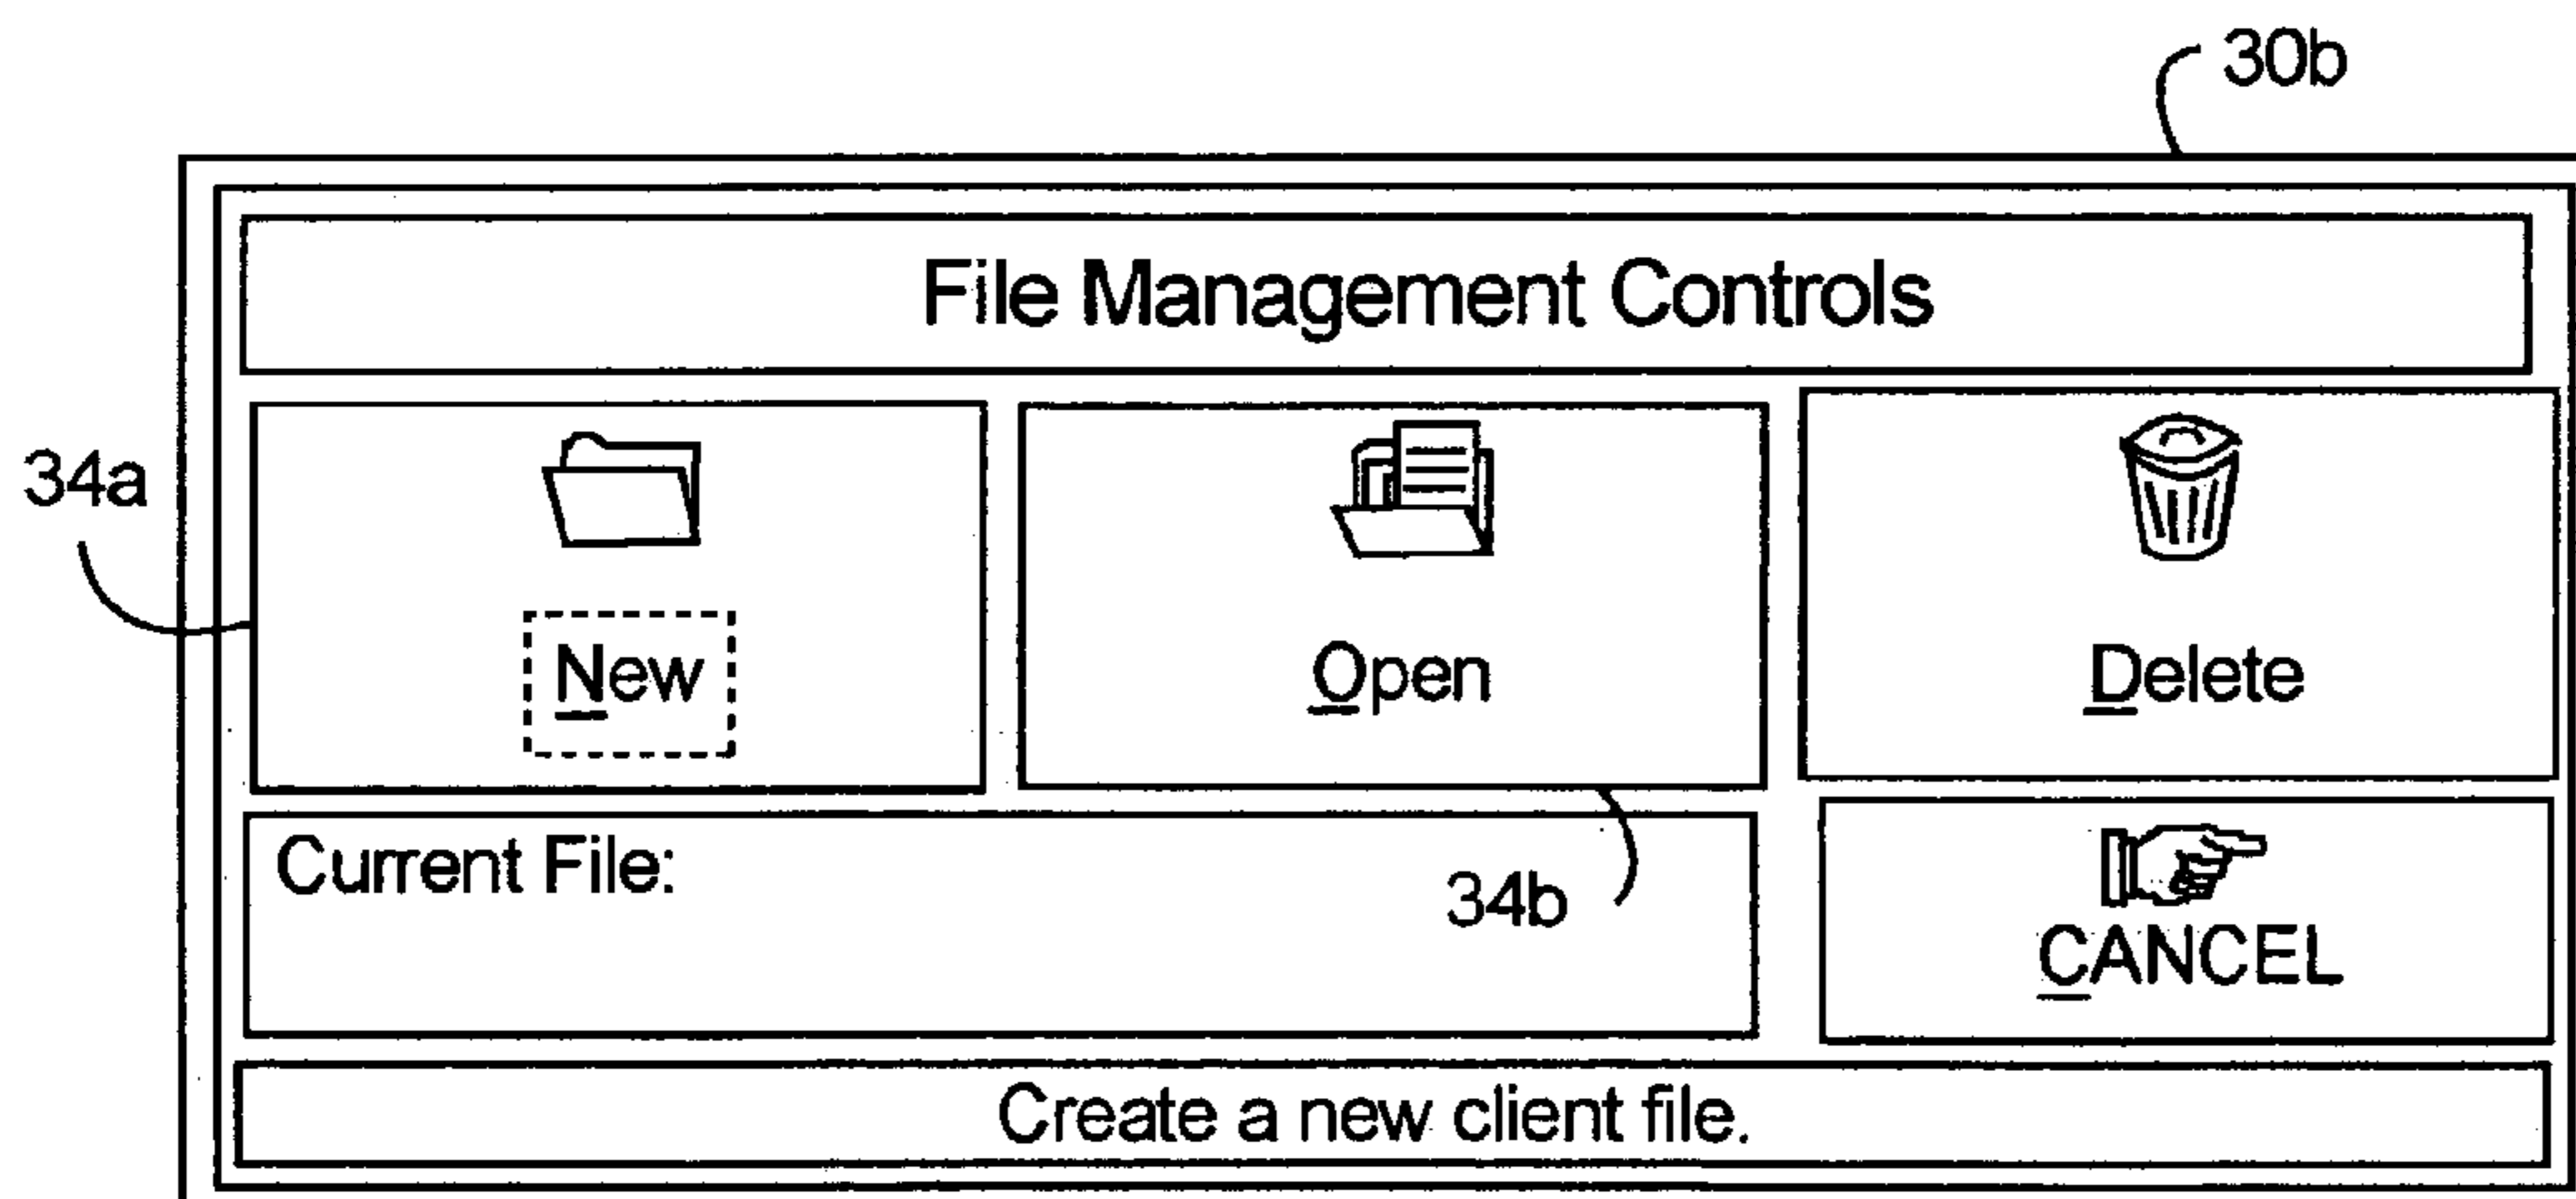 30b
File Management Controls
34a
New Open Delete
Current File:
34b
CANCEL
Create a new client file.